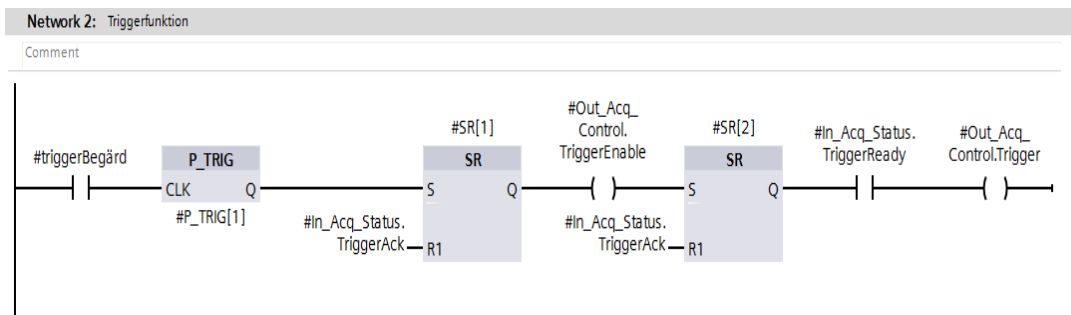 Network 2: Triggerfunktion
Comment
#triggerBegärd
P_TRIG
CLK Q
#P_TRIG[1]
#SR[1]
SR
S Q
#In_Acq_Status.
TriggerAck
R1
#Out_Acq_
Control.
TriggerEnable
#SR[2]
SR
S Q
#In_Acq_Status.
TriggerAck
R1
#In_Acq_Status.
TriggerReady
#Out_Acq_
Control.Trigger